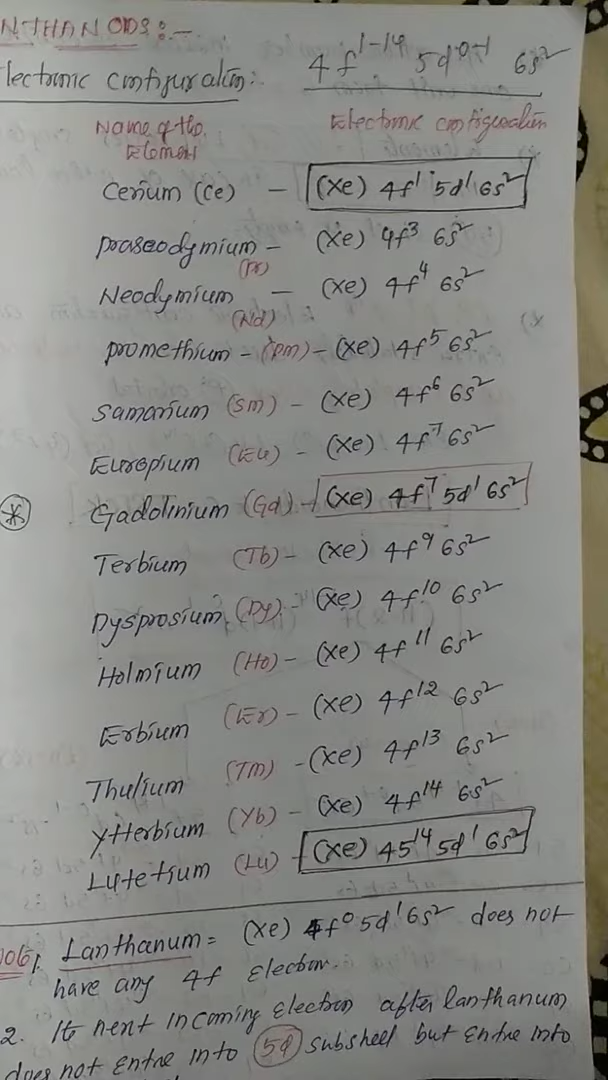 NTHANODS:-
lectronic configuration:- 4f¹⁻¹⁴ 5d⁰⁻¹ 6s²
Name of the Electronic configuration
Element
Cerium (Ce) - (Xe) 4f¹ 5d¹ 6s²
praseodymium - (Xe) 4f³ 6s²
(Pr)
Neodymium - (Xe) 4f⁴ 6s²
(Nd)
promethium - (Pm) - (Xe) 4f⁵ 6s²
Samarium (Sm) - (Xe) 4f⁶ 6s²
Europium (Eu) - (Xe) 4f⁷ 6s²
* Gadolinium (Gd) - (Xe) 4f⁷ 5d¹ 6s²
Terbium (Tb) - (Xe) 4f⁹ 6s²
Dysprosium (Dy) - (Xe) 4f¹⁰ 6s²
Holmium (Ho) - (Xe) 4f¹¹ 6s²
Erbium (Er) - (Xe) 4f¹² 6s²
Thulium (Tm) - (Xe) 4f¹³ 6s²
Ytterbium (Yb) - (Xe) 4f¹⁴ 6s²
Lutetium (Lu) - (Xe) 45¹⁴ 5d¹ 6s²
1. Lanthanum = (Xe) 4f⁰ 5d¹ 6s² does not
have any 4f electron.
2. It next incoming Electron after lanthanum
does not entre into 5d subshell but entre into